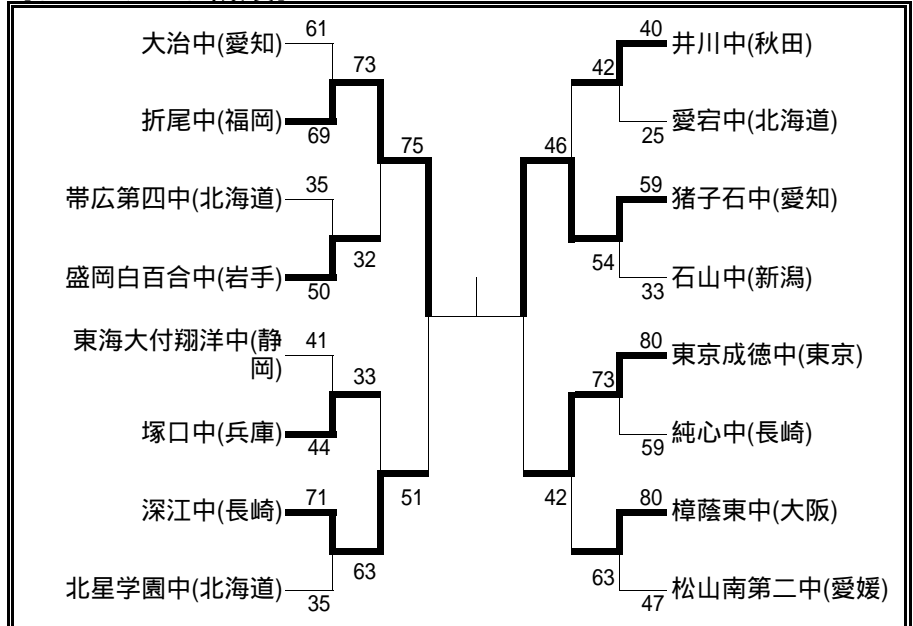 大治中(愛知)
61
73
折尾中(福岡)
69
75
帯広第四中(北海道)
35
32
盛岡白百合中(岩手)
50
東海大付翔洋中(静
岡)
41
33
塚口中(兵庫)
44
51
深江中(長崎)
71
63
北星学園中(北海道)
35
40
井川中(秋田)
42
25
愛宕中(北海道)
46
59
猪子石中(愛知)
54
33
石山中(新潟)
80
東京成徳中(東京)
73
59
純心中(長崎)
42
80
樟蔭東中(大阪)
63
47
松山南第二中(愛媛)